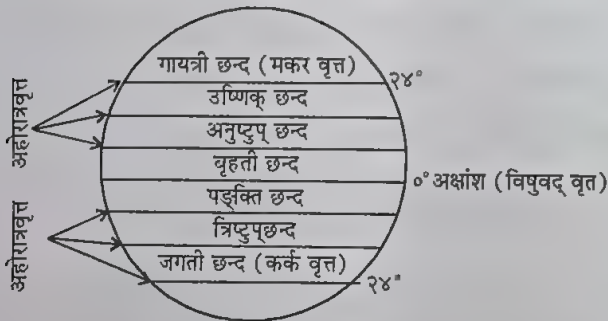 गायत्री छन्द (मकर वृत्त)
२४°
उष्णिक् छन्द
अनुष्टुप् छन्द
बृहती छन्द
०° अक्षांश (विषुवद् वृत)
पङ्क्ति छन्द
त्रिष्टुप्छन्द
जगती छन्द (कर्क वृत्त)
२४°
अहोरात्रवृत्त
अहोरात्रवृत्त